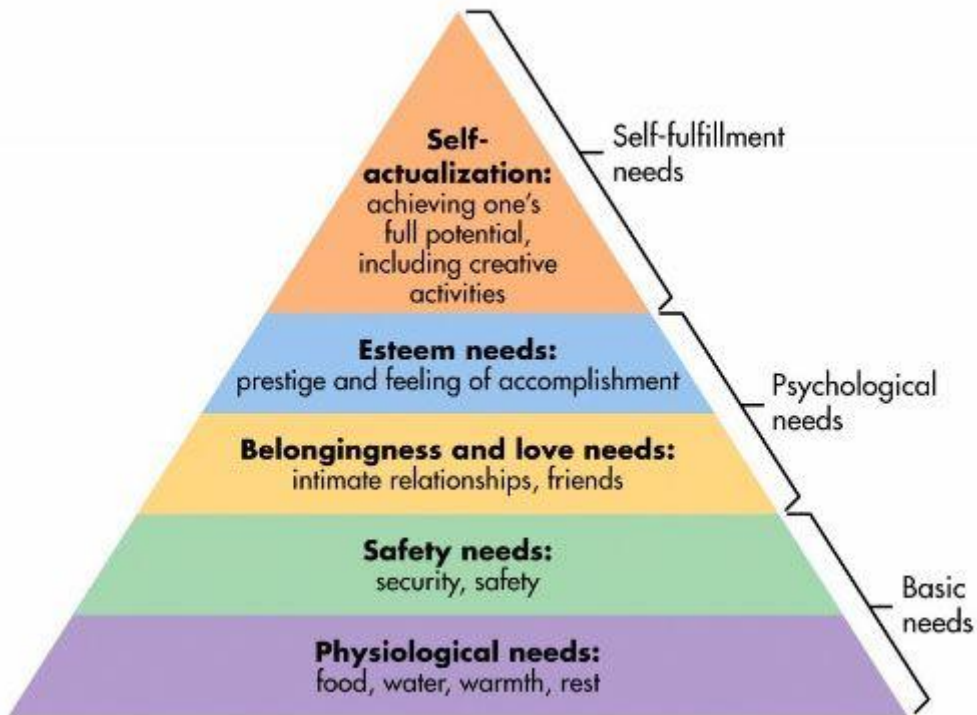 Self-
actualization:
achieving one's
full potential,
including creative
activities
Self-fulfillment
needs
Esteem needs:
prestige and feeling of accomplishment
Psychological
needs
Belongingness and love needs:
intimate relationships, friends
Safety needs:
security, safety
Basic
needs
Physiological needs:
food, water, warmth, rest